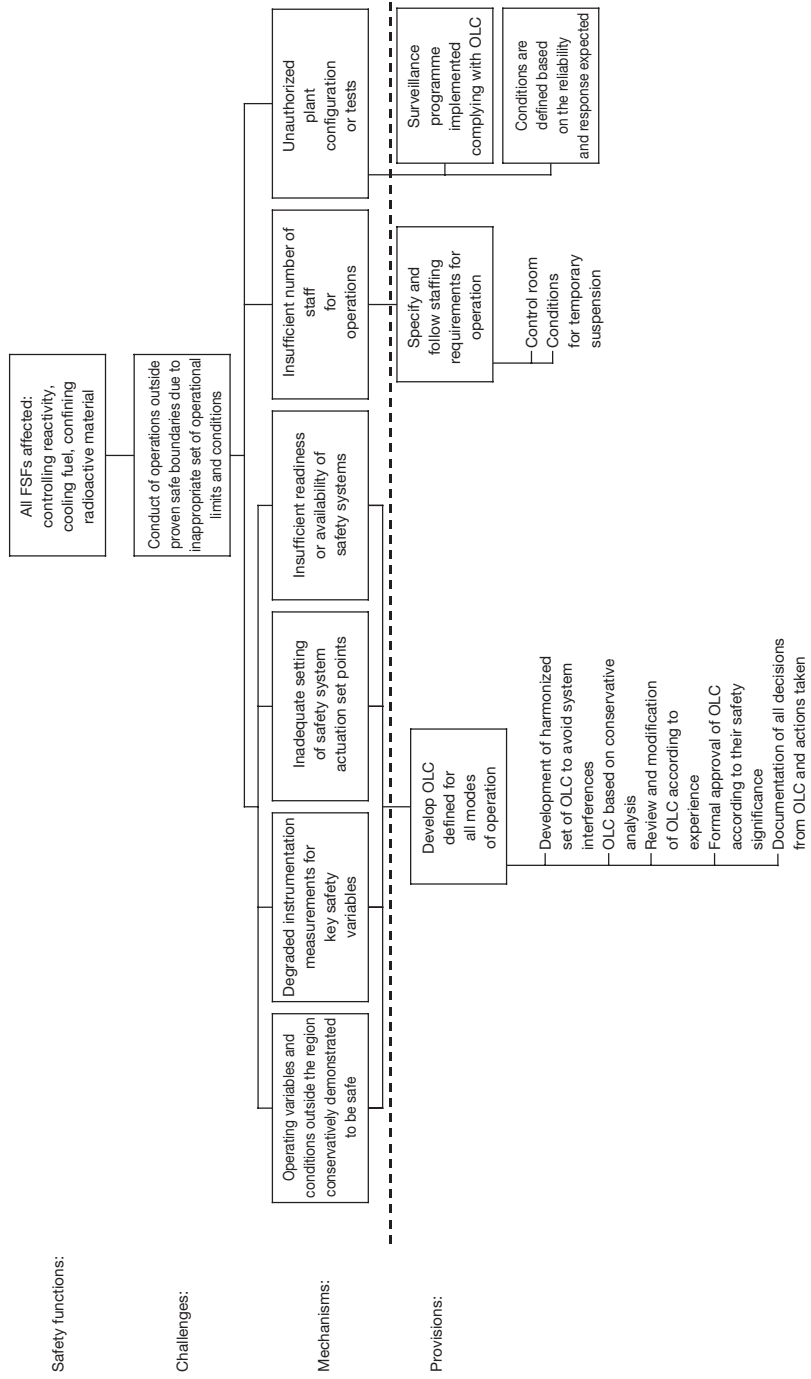 Safety functions:
All FSFs affected:
controlling reactivity,
cooling fuel, confining
radioactive material
Challenges:
Conduct of operations outside
proven safe boundaries due to
inappropriate set of operational
limits and conditions
Mechanisms:
Operating variables and
conditions outside the region
conservatively demonstrated
to be safe
Degraded instrumentation
measurements for
key safety
variables
Inadequate setting
of safety system
actuation set points
Insufficient readiness
or availability of
safety systems
Insufficient number of
staff
for
operations
Unauthorized
plant
configuration
or tests
Provisions:
Develop OLC
defined for
all modes
of operation
Development of harmonized
set of OLC to avoid system
interferences
OLC based on conservative
analysis
Review and modification
of OLC according to
experience
Formal approval of OLC
according to their safety
significance
Documentation of all decisions
from OLC and actions taken
Specify and
follow staffing
requirements for
operation
Control room
Conditions
for temporary
suspension
Surveillance
programme
implemented
complying with OLC
Conditions are
defined based
on the reliability
and response expected